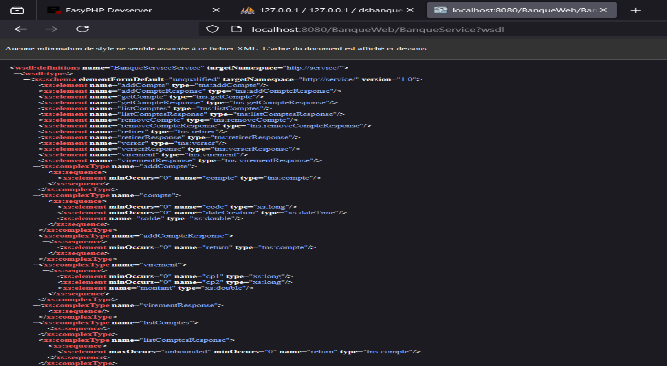 EasyPHP Devserver
127.0.0.1 / 127.0.0.1 / dsbanque
localhost:8080/BanqueWeb/Ban
localhost:8080/BanqueWeb/BanqueService?wsdl
Aucune information de style ne semble associée à ce fichier XML. L'arbre du document est affiché ci-dessous.
—<wsdl:definitions name="BanqueServiceService" targetNamespace="http://service/">
—<wsdl:types>
—<xs:schema elementFormDefault="unqualified" targetNamespace="http://service/" version="1.0">
<xs:element name="addCompte" type="tns:addCompte"/>
<xs:element name="addCompteResponse" type="tns:addCompteResponse"/>
<xs:element name="getCompte" type="tns:getCompte"/>
<xs:element name="getCompteResponse" type="tns:getCompteResponse"/>
<xs:element name="listComptes" type="tns:listComptes"/>
<xs:element name="listComptesResponse" type="tns:listComptesResponse"/>
<xs:element name="removeCompte" type="tns:removeCompte"/>
<xs:element name="removeCompteResponse" type="tns:removeCompteResponse"/>
<xs:element name="retirer" type="tns:retirer"/>
<xs:element name="retirerResponse" type="tns:retirerResponse"/>
<xs:element name="verser" type="tns:verser"/>
<xs:element name="verserResponse" type="tns:verserResponse"/>
<xs:element name="virement" type="tns:virement"/>
<xs:element name="virementResponse" type="tns:virementResponse"/>
—<xs:complexType name="addCompte">
—<xs:sequence>
<xs:element minOccurs="0" name="compte" type="tns:compte"/>
</xs:sequence>
</xs:complexType>
—<xs:complexType name="compte">
—<xs:sequence>
<xs:element minOccurs="0" name="code" type="xs:long"/>
<xs:element minOccurs="0" name="dateCreation" type="xs:dateTime"/>
<xs:element name="solde" type="xs:double"/>
</xs:sequence>
</xs:complexType>
—<xs:complexType name="addCompteResponse">
—<xs:sequence>
<xs:element minOccurs="0" name="return" type="tns:compte"/>
</xs:sequence>
</xs:complexType>
—<xs:complexType name="virement">
—<xs:sequence>
<xs:element minOccurs="0" name="cp1" type="xs:long"/>
<xs:element minOccurs="0" name="cp2" type="xs:long"/>
<xs:element name="montant" type="xs:double"/>
</xs:sequence>
</xs:complexType>
—<xs:complexType name="virementResponse">
<xs:sequence/>
</xs:complexType>
—<xs:complexType name="listComptes">
<xs:sequence/>
</xs:complexType>
—<xs:complexType name="listComptesResponse">
—<xs:sequence>
<xs:element maxOccurs="unbounded" minOccurs="0" name="return" type="tns:compte"/>
</xs:sequence>
</xs:complexType>